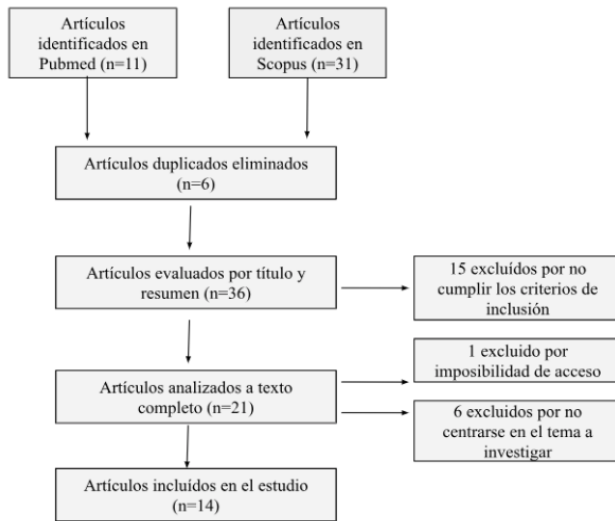 Artículos
identificados en
Pubmed (n=11)
Artículos
identificados en
Scopus (n=31)
Artículos duplicados eliminados
(n=6)
Artículos evaluados por título y
resumen (n=36)
15 excluídos por no
cumplir los criterios de
inclusión
1 excluido por
imposibilidad de acceso
Artículos analizados a texto
completo (n=21)
6 excluidos por no
centrarse en el tema a
investigar
Artículos incluídos en el estudio
(n=14)